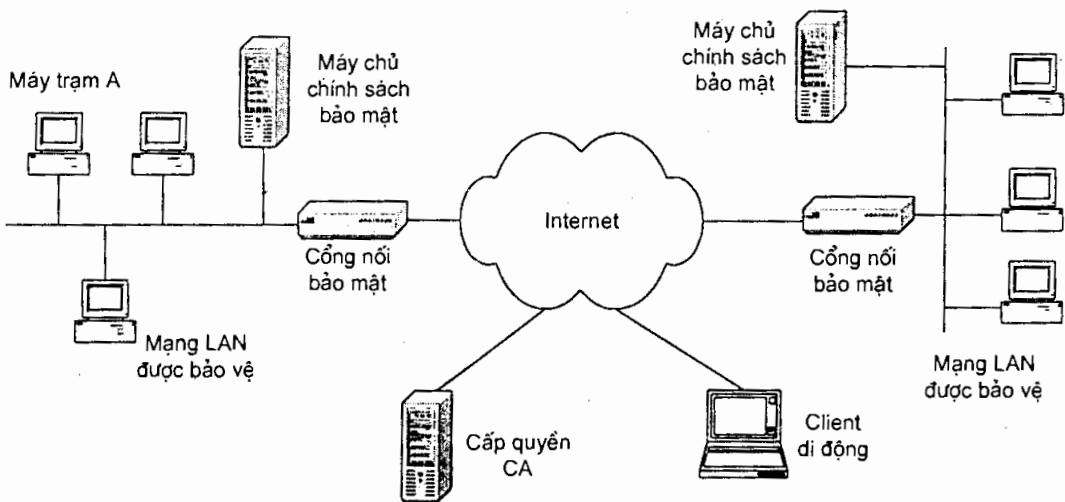 Máy trạm A
Máy chủ
chính sách
bảo mật
Máy chủ
chính sách
bảo mật
Internet
Cổng nối
bảo mật
Cổng nối
bảo mật
Mạng LAN
được bảo vệ
Mạng LAN
được bảo vệ
Cấp quyền
CA
Client
di động